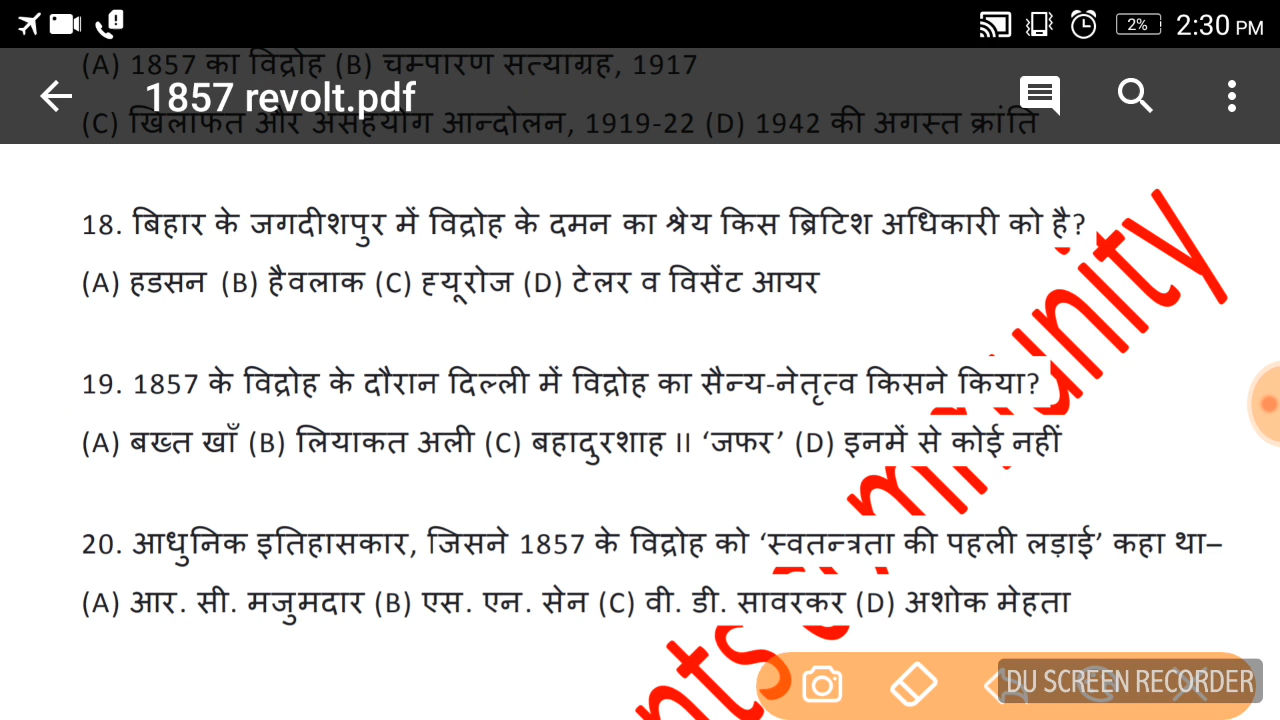 2% 2:30 PM
(A) 1857 का विद्रोह (B) चम्पारण सत्याग्रह, 1917
1857 revolt.pdf
(C) खिलाफत और असहयोग आन्दोलन, 1919-22 (D) 1942 की अगस्त क्रांति
18. बिहार के जगदीशपुर में विद्रोह के दमन का श्रेय किस ब्रिटिश अधिकारी को है?
(A) हडसन (B) हैवलाक (C) ह्यूरोज (D) टेलर व विसेंट आयर
19. 1857 के विद्रोह के दौरान दिल्ली में विद्रोह का सैन्य-नेतृत्व किसने किया?
(A) बख्त खाँ (B) लियाकत अली (C) बहादुरशाह II ‘जफर’ (D) इनमें से कोई नहीं
20. आधुनिक इतिहासकार, जिसने 1857 के विद्रोह को ‘स्वतन्त्रता की पहली लड़ाई’ कहा था–
(A) आर. सी. मजुमदार (B) एस. एन. सेन (C) वी. डी. सावरकर (D) अशोक मेहता
DU SCREEN RECORDER